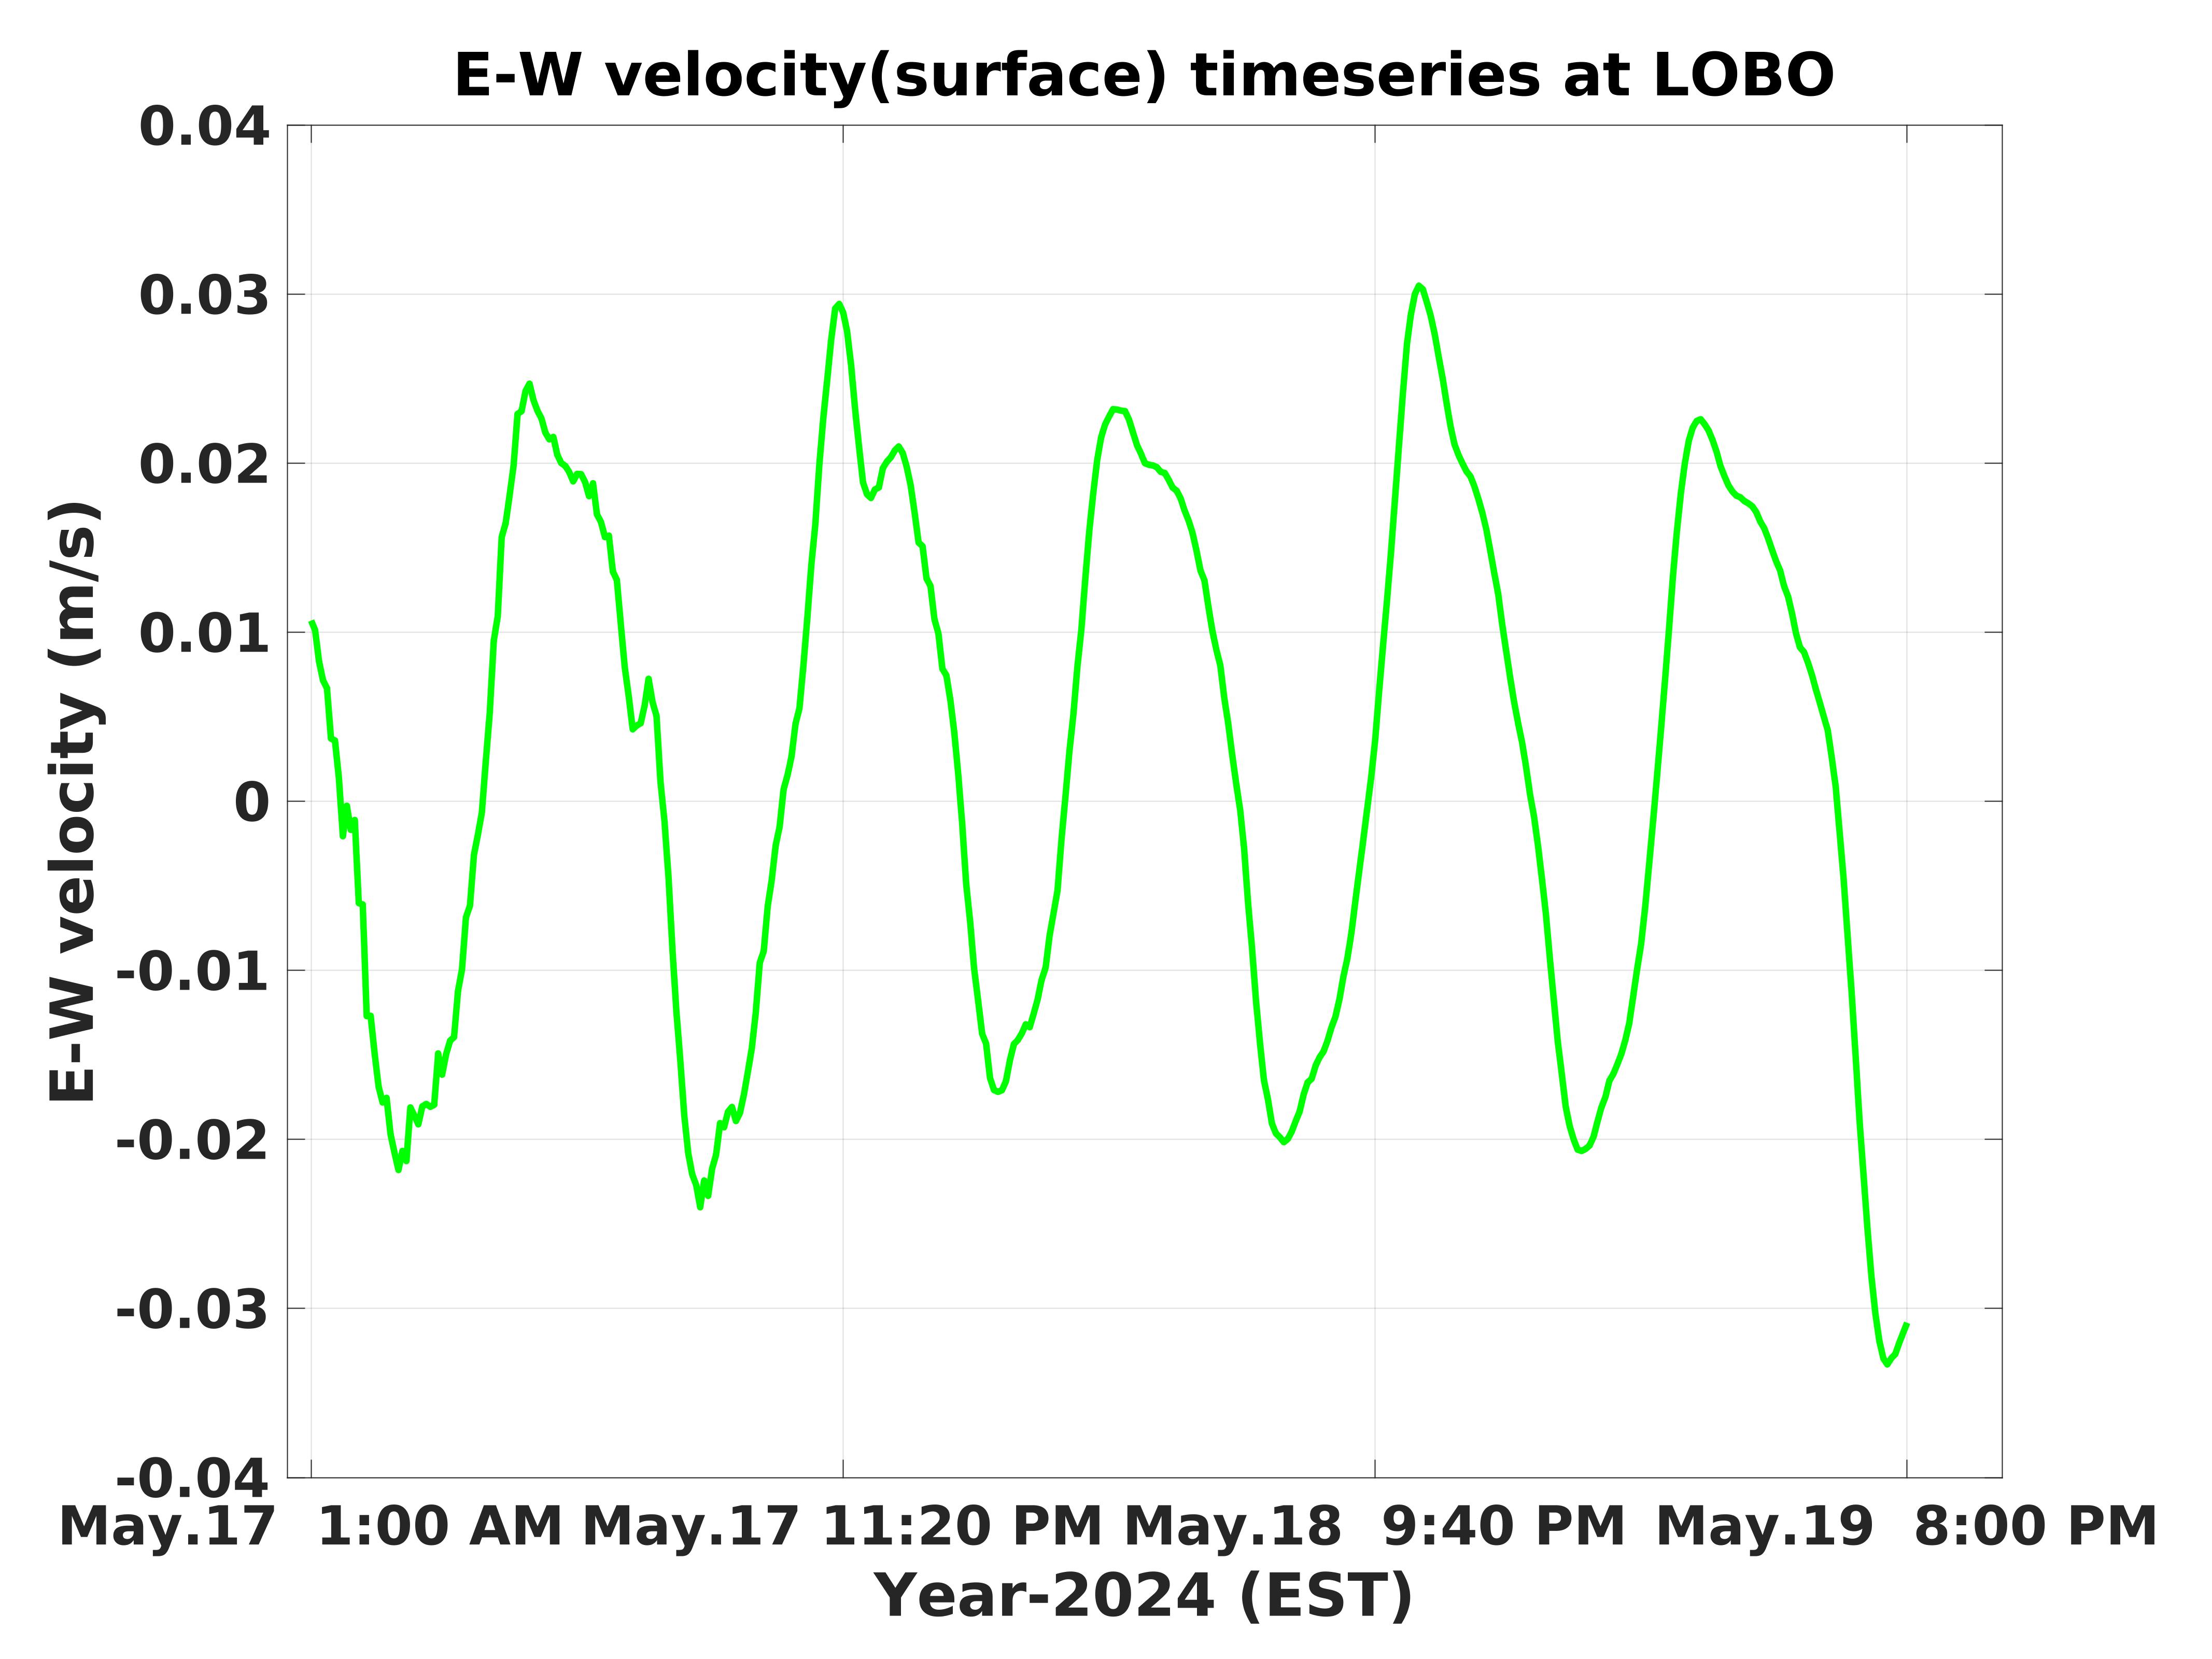 E-W velocity(surface) timeseries at LOBO
E-W velocity (m/s)
0.04
0.03
0.02
0.01
0
-0.01
-0.02
-0.03
-0.04
May.17 1:00 AM May.17 11:20 PM May.18 9:40 PM May.19 8:00 PM
Year-2024 (EST)